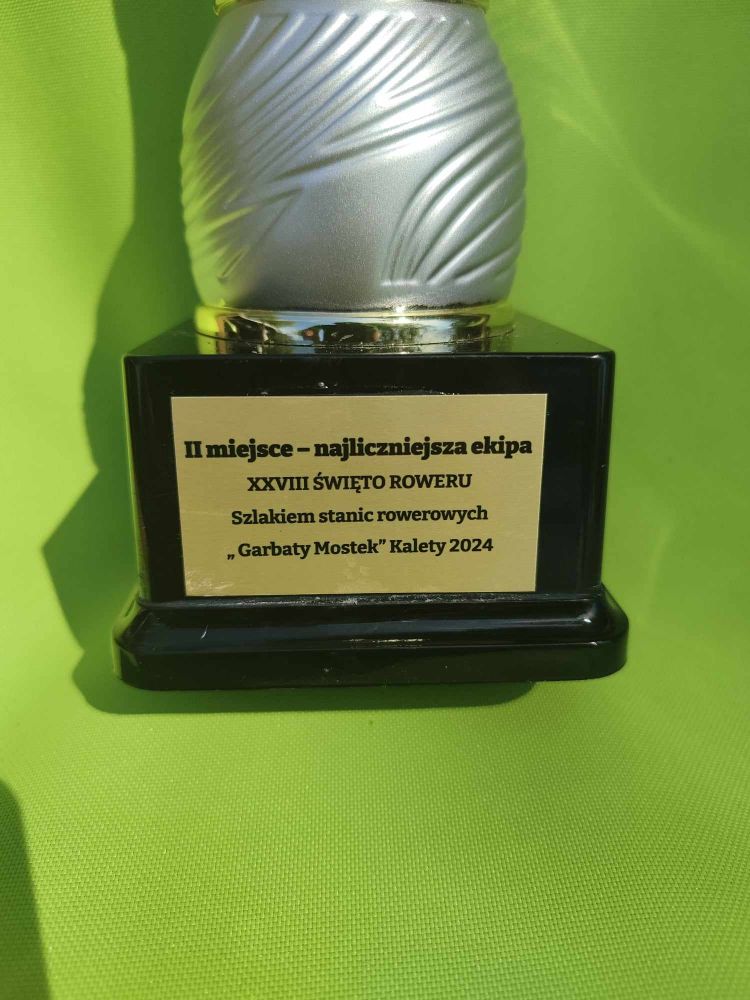 II miejsce – najliczniejsza ekipa
XXVIII ŚWIĘTO ROWERU
Szlakiem stanic rowerowych
„ Garbaty Mostek” Kalety 2024